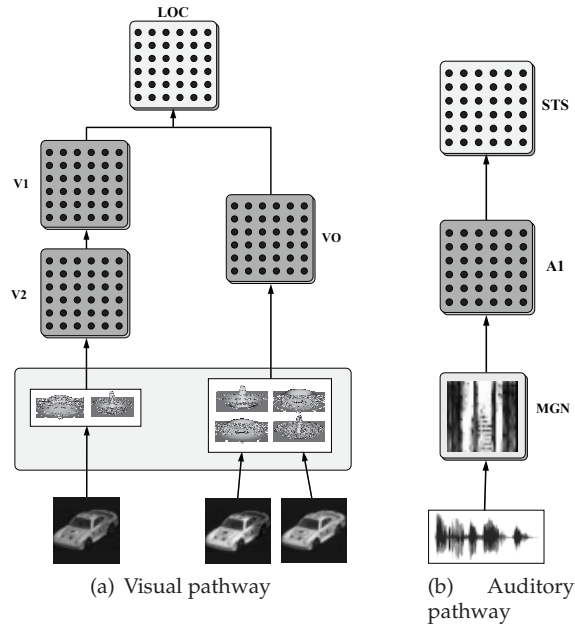 LOC
STS
V1
VO
A1
V2
MGN
(a) Visual pathway
(b) Auditory
pathway